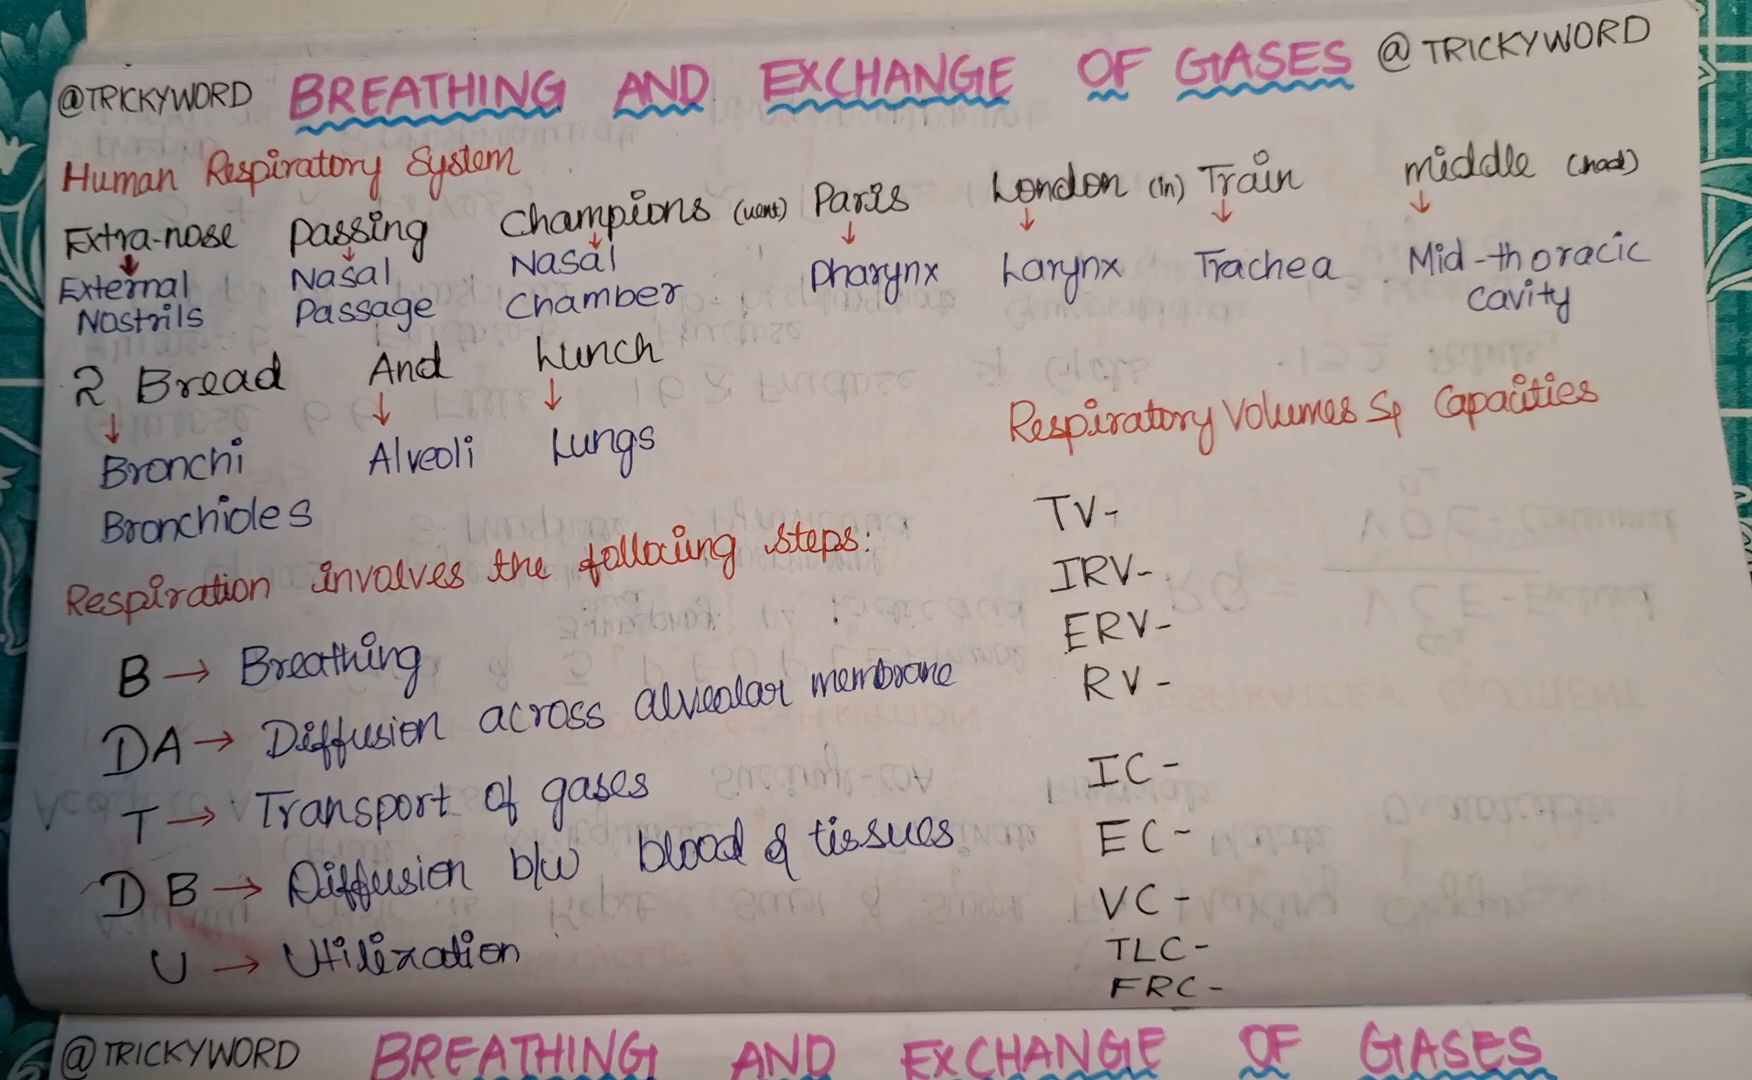 @TRICKYWORD BREATHING AND EXCHANGE OF GASES @TRICKYWORD
Human Respiratory System
Extra-nose Passing Champions (went) Paris London (in) Train middle (had)
External Nasal Nasal Pharynx Larynx Trachea Mid-thoracic
Nostrils Passage Chamber cavity
2 Bread And Lunch
Bronchi Alveoli Lungs
Bronchioles
Respiratory Volumes & Capacities
TV-
IRV-
ERV-
RV-
IC-
EC-
VC-
TLC-
FRC-
Respiration involves the following steps:
B → Breathing
DA → Diffusion across alveolar membrane
T → Transport of gases
DB → Diffusion b/w blood & tissues
U → Utilization
@TRICKYWORD BREATHING AND EXCHANGE OF GASES